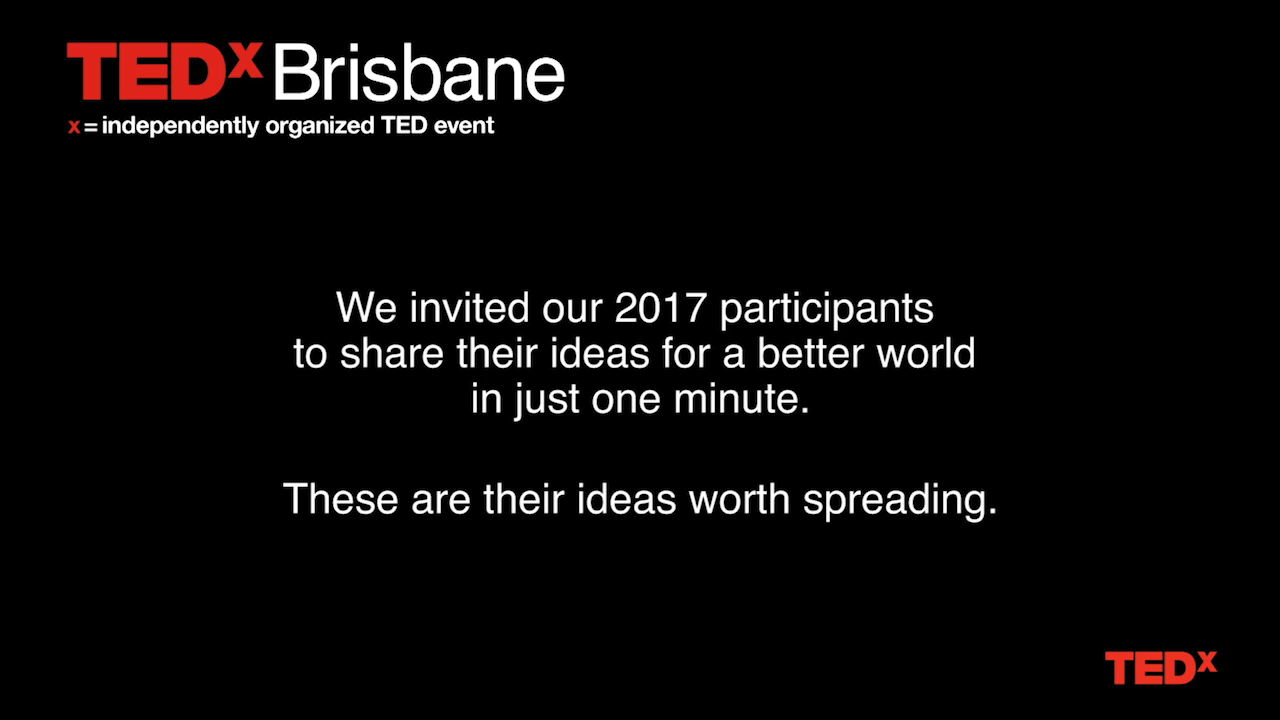 TEDx Brisbane
x = independently organized TED event
We invited our 2017 participants
to share their ideas for a better world
in just one minute.
These are their ideas worth spreading.
TEDx